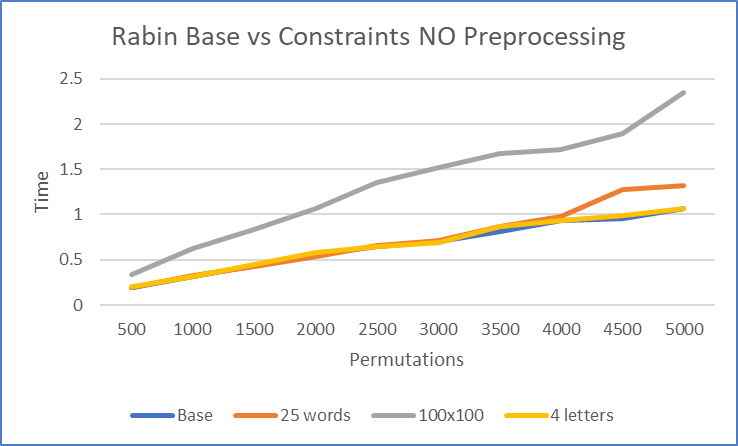 Rabin Base vs Constraints NO Preprocessing
2.5
2
1.5
1
0.5
0
Time
500 1000 1500 2000 2500 3000 3500 4000 4500 5000
Permutations
Base 25 words 100x100 4 letters